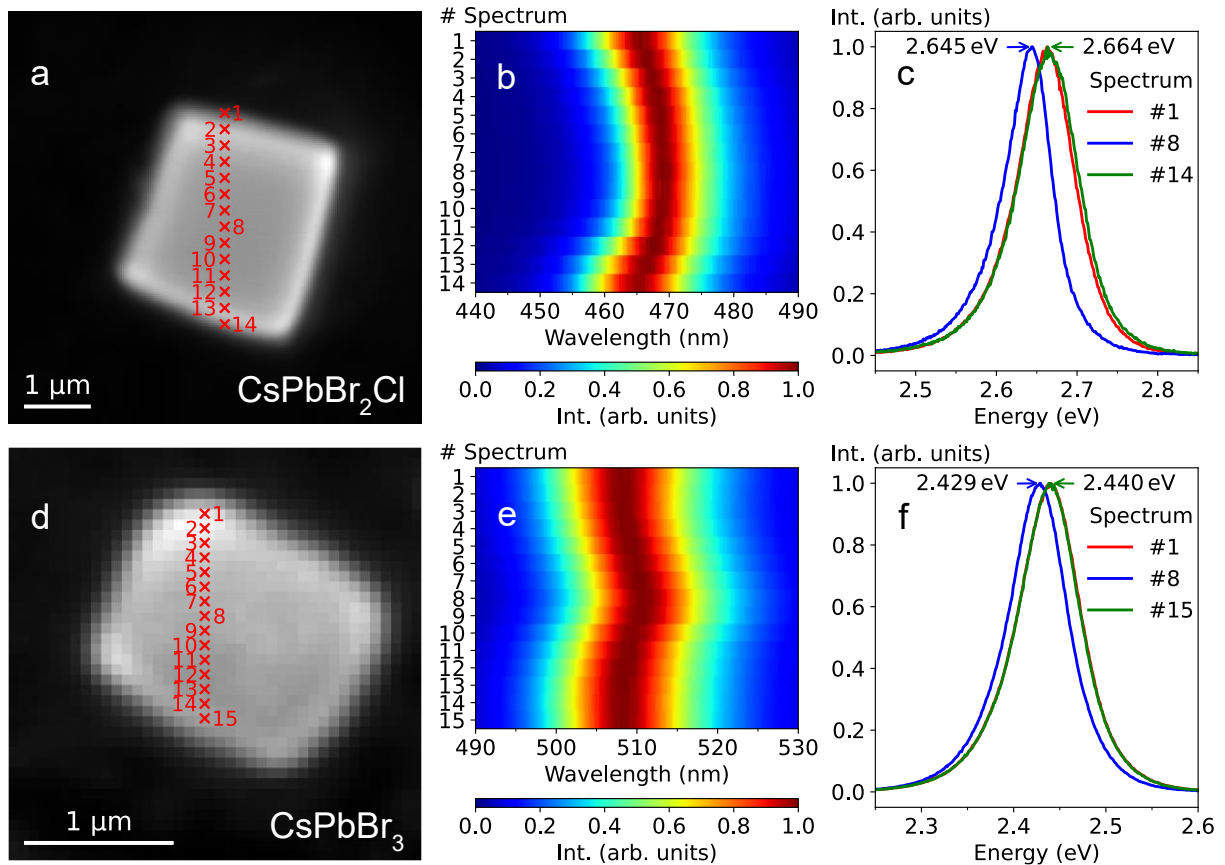 a
1
2
3
4
5
6
7
8
9
10
11
12
13
14
1 μm
CsPbBr₂Cl
# Spectrum
b
1
2
3
4
5
6
7
8
9
10
11
12
13
14
440 450 460 470 480 490
Wavelength (nm)
0.0 0.2 0.4 0.6 0.8 1.0
Int. (arb. units)
Int. (arb. units)
c
2.645 eV 2.664 eV
Spectrum
#1
#8
#14
1.0
0.8
0.6
0.4
0.2
0.0
2.5 2.6 2.7 2.8
Energy (eV)
d
1
2
3
4
5
6
7
8
9
10
11
12
13
14
15
1 μm
CsPbBr₃
# Spectrum
e
1
2
3
4
5
6
7
8
9
10
11
12
13
14
15
490 500 510 520 530
Wavelength (nm)
0.0 0.2 0.4 0.6 0.8 1.0
Int. (arb. units)
Int. (arb. units)
f
2.429 eV 2.440 eV
Spectrum
#1
#8
#15
1.0
0.8
0.6
0.4
0.2
0.0
2.3 2.4 2.5 2.6
Energy (eV)